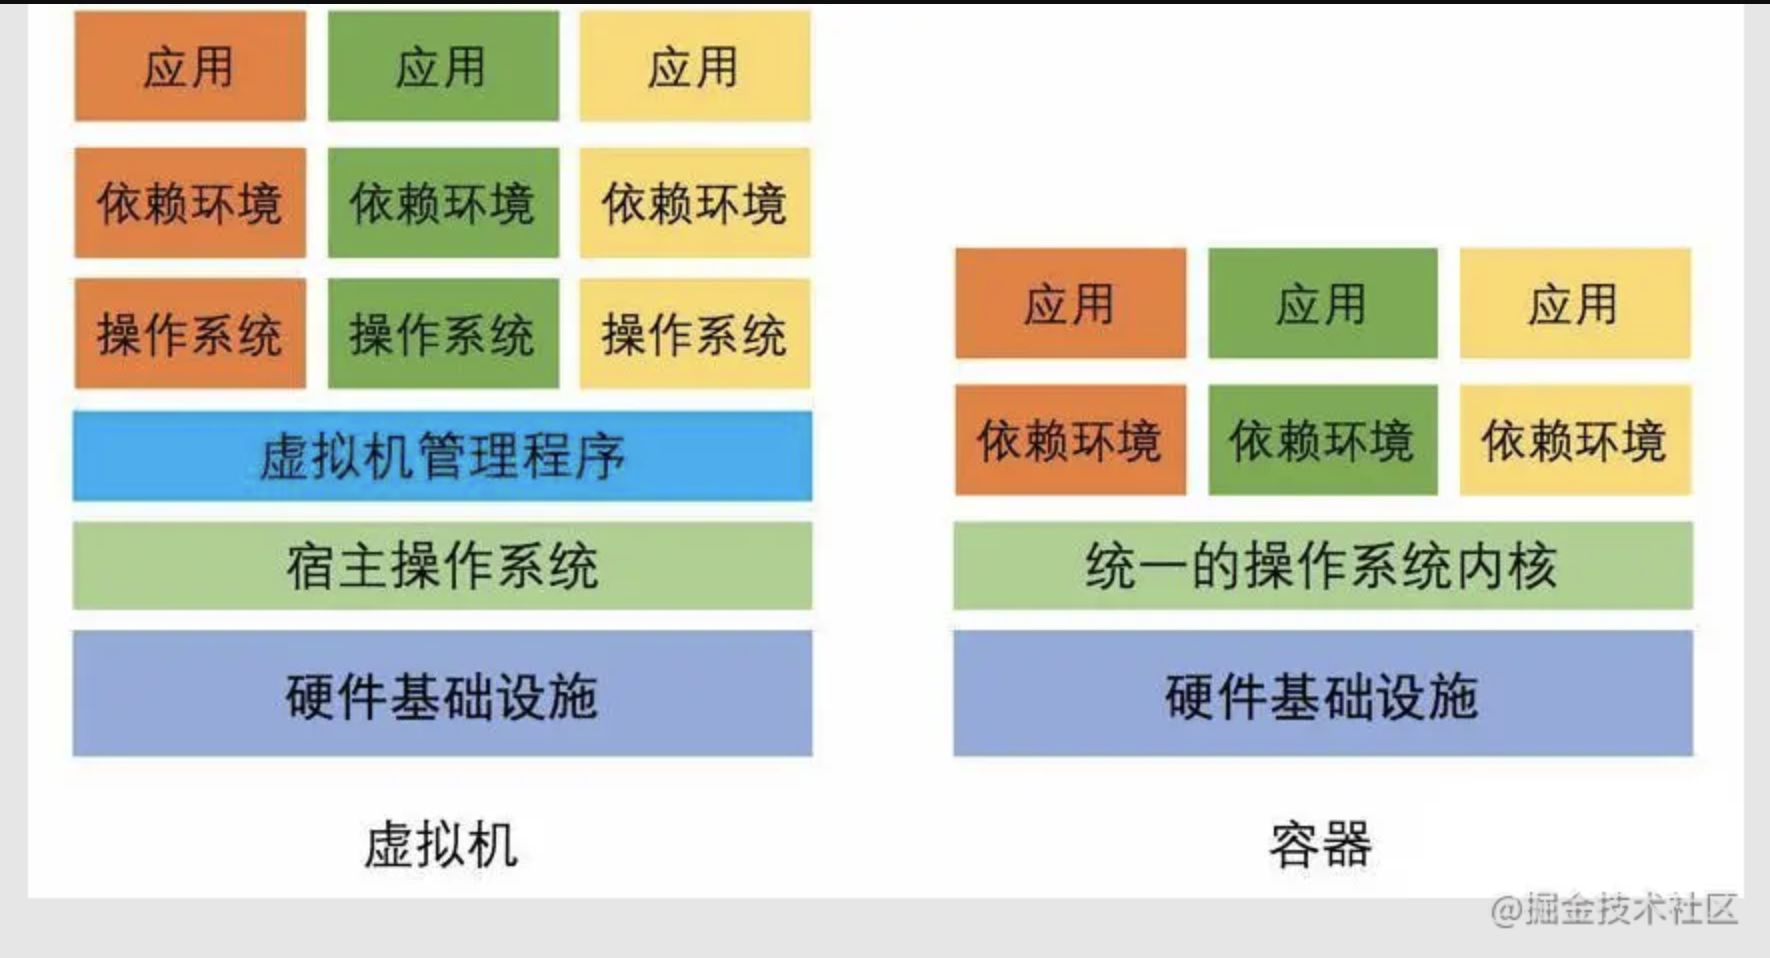 应用 应用 应用
依赖环境 依赖环境 依赖环境
操作系统 操作系统 操作系统
虚拟机管理程序
宿主操作系统
硬件基础设施
虚拟机
应用 应用 应用
依赖环境 依赖环境 依赖环境
统一的操作系统内核
硬件基础设施
容器
@掘金技术社区